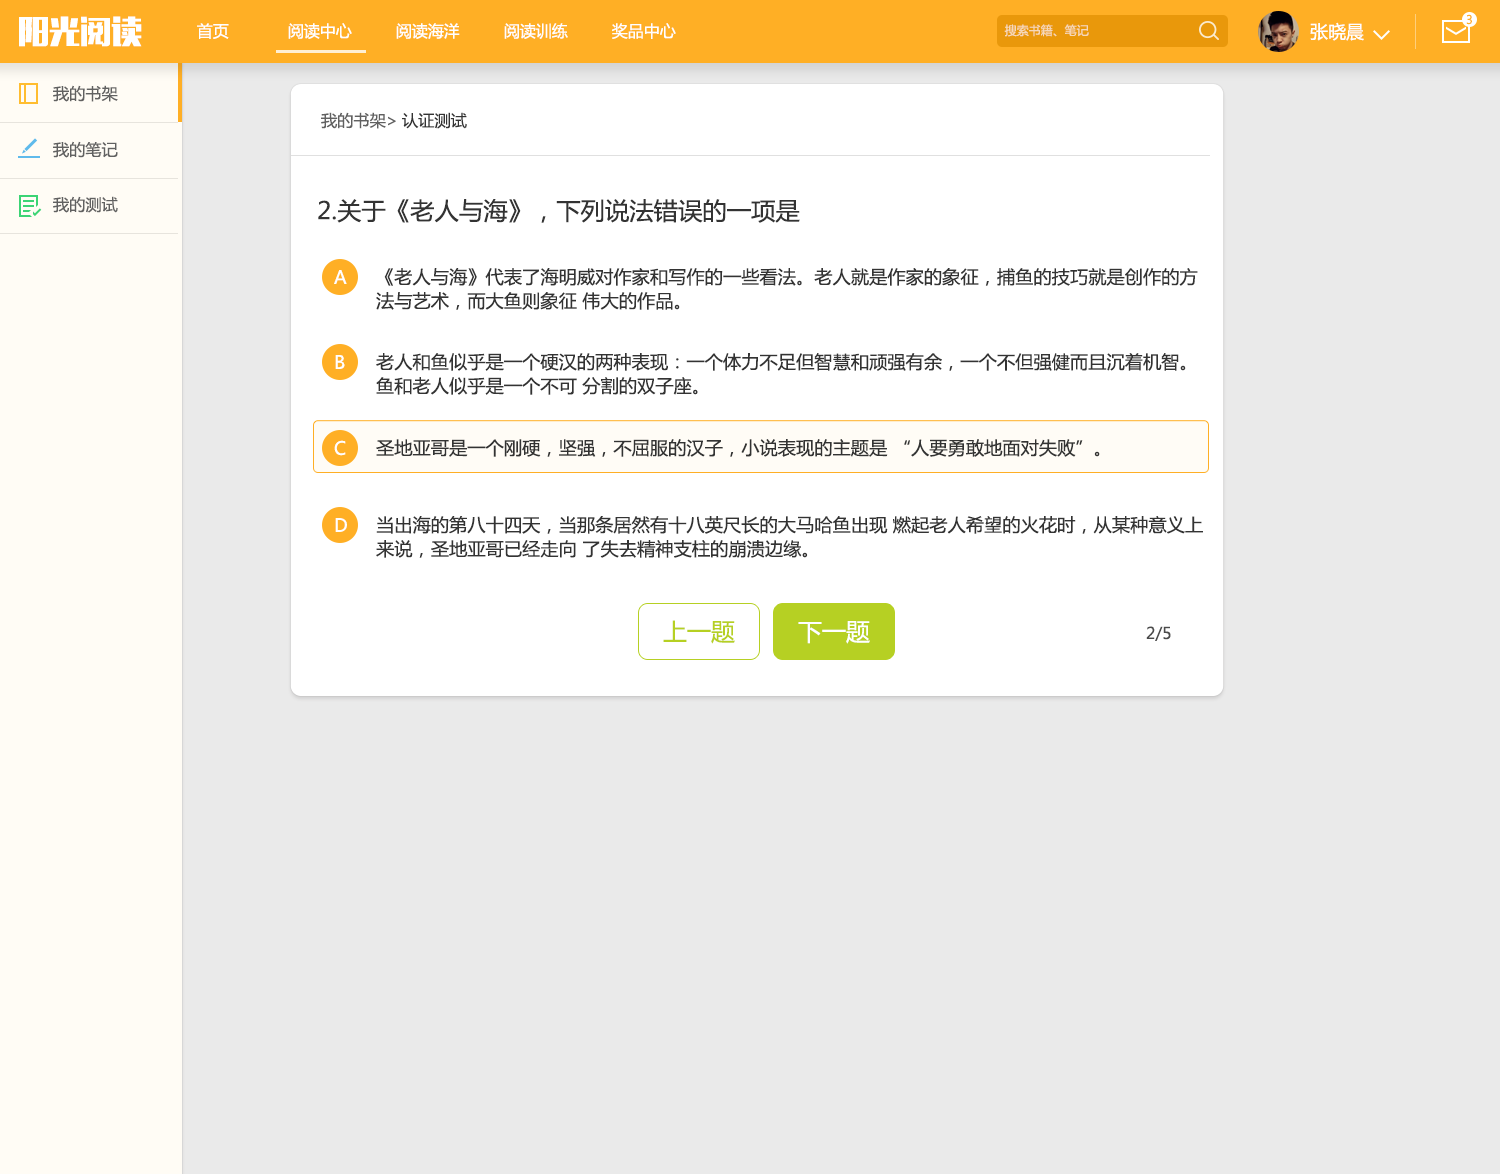 阳光阅读 首页 阅读中心 阅读海洋 阅读训练 奖品中心 搜索书籍、笔记 张晓晨 3
我的书架
我的笔记
我的测试
我的书架> 认证测试
2.关于《老人与海》，下列说法错误的一项是
A 《老人与海》代表了海明威对作家和写作的一些看法。老人就是作家的象征，捕鱼的技巧就是创作的方
法与艺术，而大鱼则象征 伟大的作品。
B 老人和鱼似乎是一个硬汉的两种表现：一个体力不足但智慧和顽强有余，一个不但强健而且沉着机智。
鱼和老人似乎是一个不可 分割的双子座。
C 圣地亚哥是一个刚硬，坚强，不屈服的汉子，小说表现的主题是 “人要勇敢地面对失败”。
D 当出海的第八十四天，当那条居然有十八英尺长的大马哈鱼出现 燃起老人希望的火花时，从某种意义上
来说，圣地亚哥已经走向 了失去精神支柱的崩溃边缘。
上一题 下一题 2/5